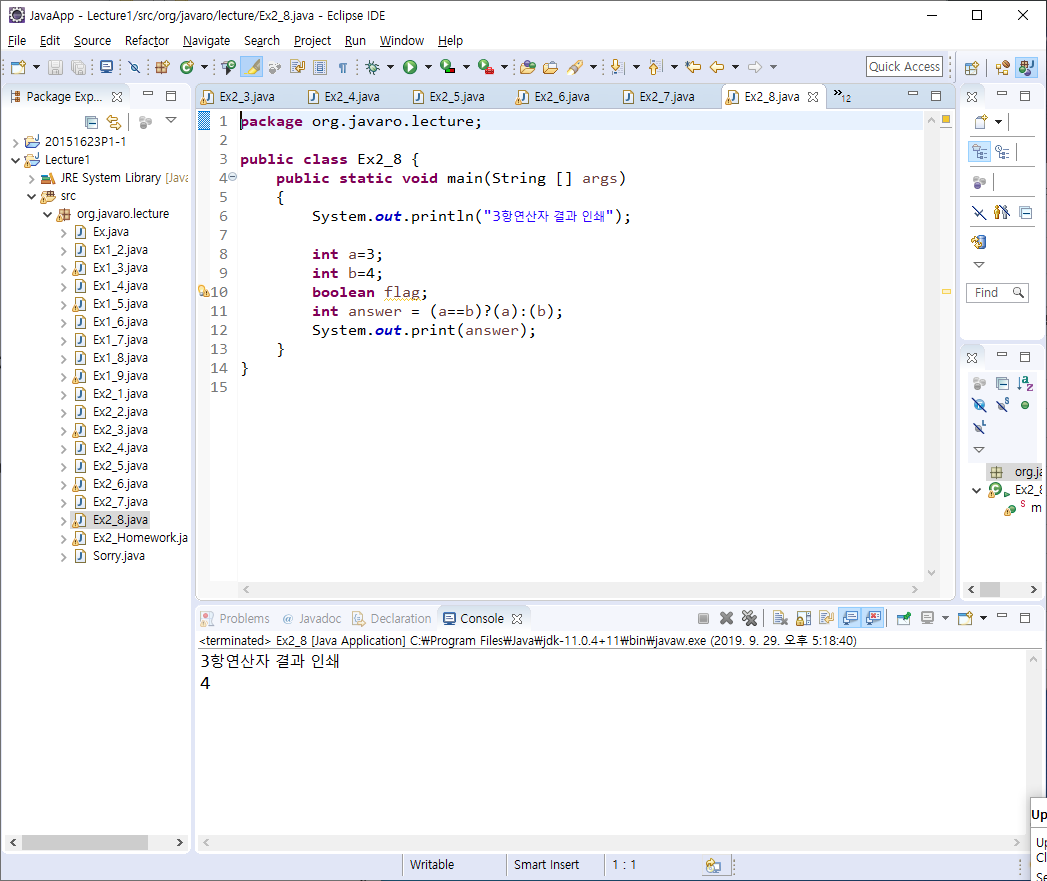 JavaApp - Lecture1/src/org/javaro/lecture/Ex2_8.java - Eclipse IDE
File Edit Source Refactor Navigate Search Project Run Window Help
Quick Access
Package Exp...
Ex2_3.java Ex2_4.java Ex2_5.java Ex2_6.java Ex2_7.java Ex2_8.java »12
20151623P1-1
Lecture1
JRE System Library [Java
src
org.javaro.lecture
Ex.java
Ex1_2.java
Ex1_3.java
Ex1_4.java
Ex1_5.java
Ex1_6.java
Ex1_7.java
Ex1_8.java
Ex1_9.java
Ex2_1.java
Ex2_2.java
Ex2_3.java
Ex2_4.java
Ex2_5.java
Ex2_6.java
Ex2_7.java
Ex2_8.java
Ex2_Homework.ja
Sorry.java
1 package org.javaro.lecture;
2
3 public class Ex2_8 {
4 public static void main(String [] args)
5 {
6 System.out.println("3항연산자 결과 인쇄");
7
8 int a=3;
9 int b=4;
10 boolean flag;
11 int answer = (a==b)?(a):(b);
12 System.out.print(answer);
13 }
14 }
15
Find
org.ja
Ex2_8
m
Problems @ Javadoc Declaration Console
<terminated> Ex2_8 [Java Application] C:₩Program Files₩Java₩jdk-11.0.4+11₩bin₩javaw.exe (2019. 9. 29. 오후 5:18:40)
3항연산자 결과 인쇄
4
Up
Up
Cl
Se
Writable Smart Insert 1 : 1